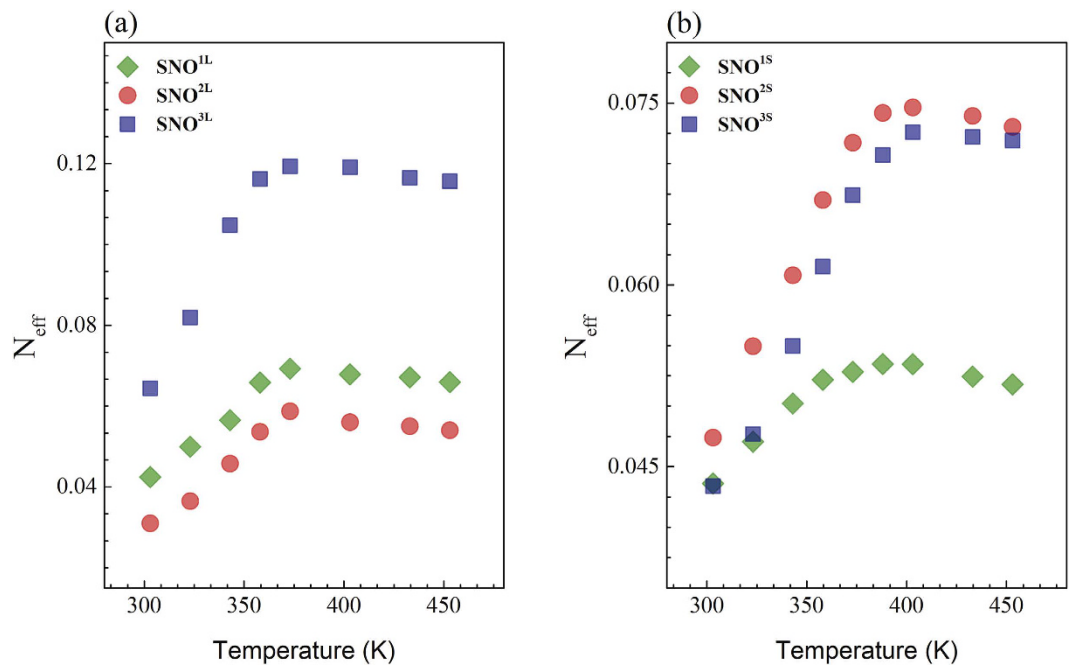 (a)
SNO1L
SNO2L
SNO3L
0.12
0.08
0.04
Neff
300 350 400 450
Temperature (K)
(b)
SNO1S
SNO2S
SNO3S
0.075
0.060
0.045
Neff
300 350 400 450
Temperature (K)